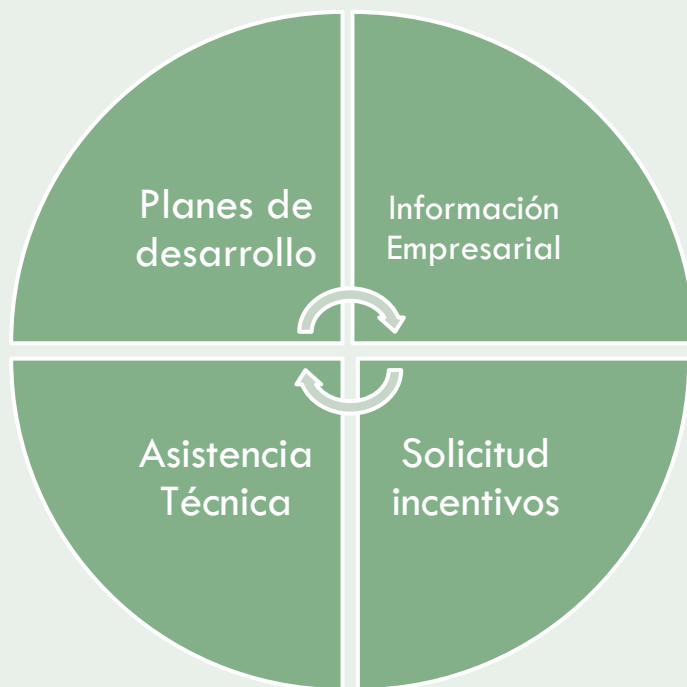 Planes de
desarrollo
Información
Empresarial
Asistencia
Técnica
Solicitud
incentivos